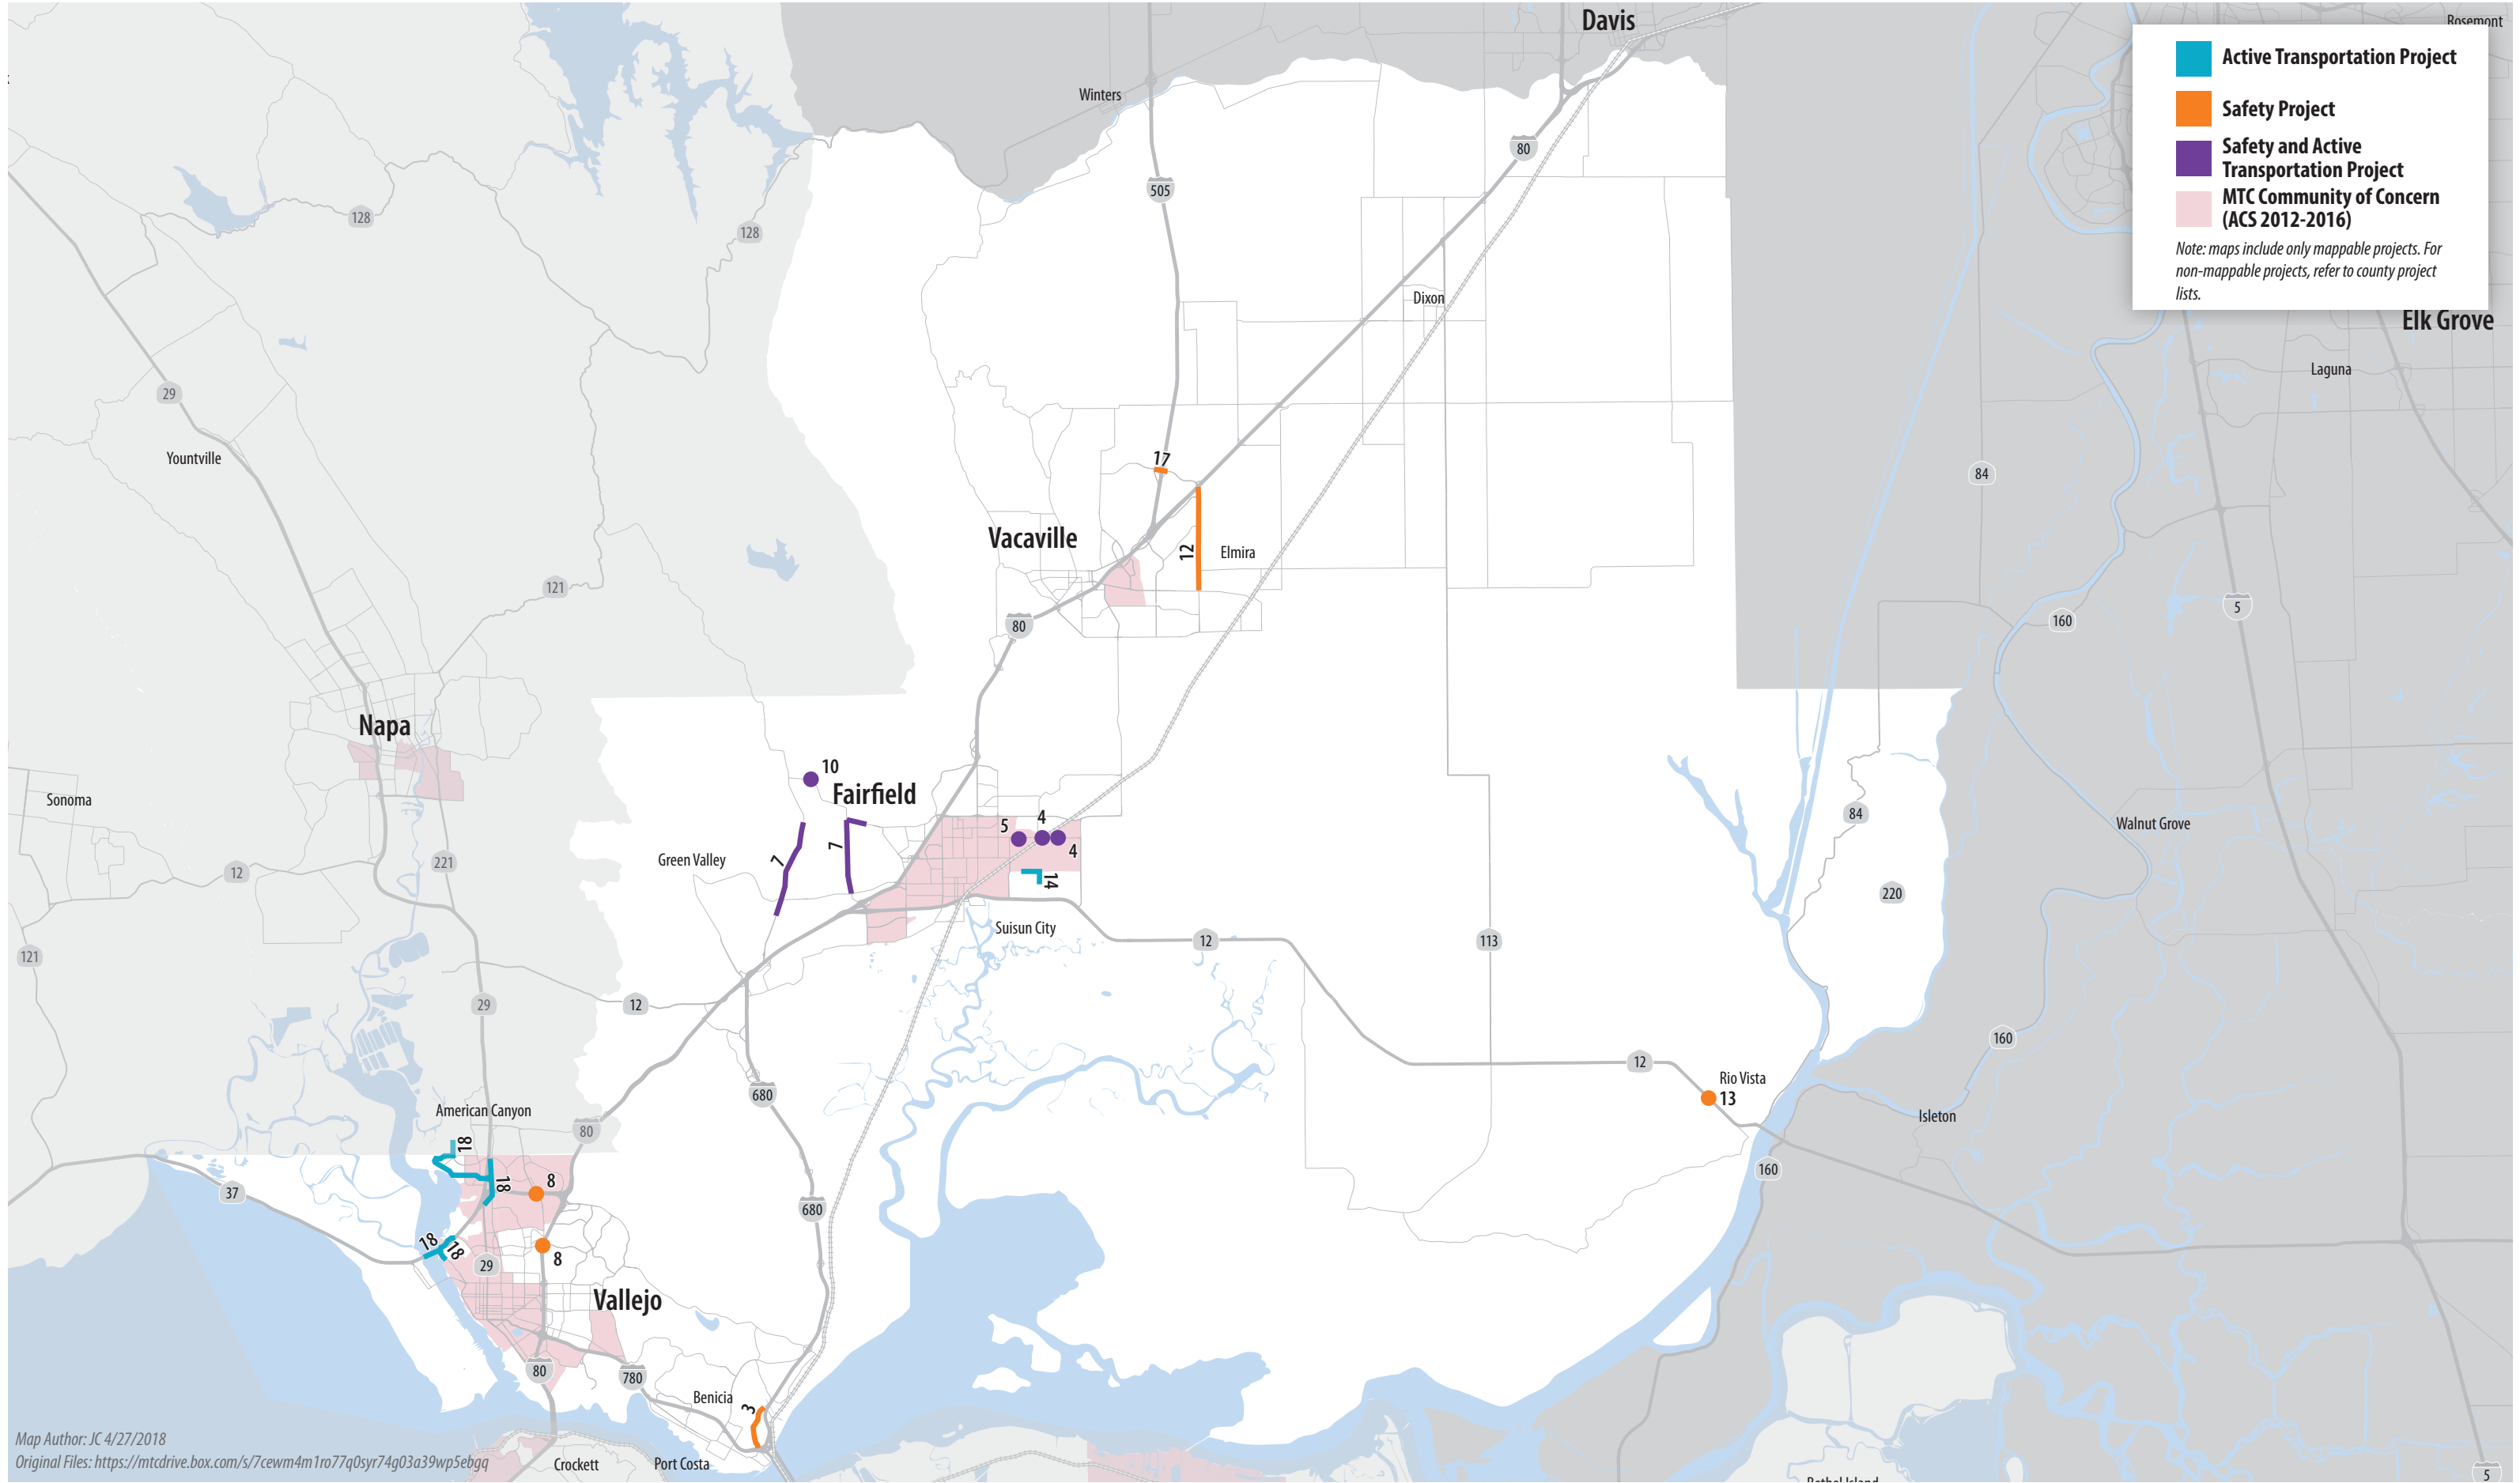 Davis
Rosemont
Active Transportation Project
Safety Project
Safety and Active
Transportation Project
MTC Community of Concern
(ACS 2012-2016)
Note: maps include only mappable projects. For
non-mappable projects, refer to county project
lists.
Winters
80
505
128
128
Dixon
Elk Grove
Laguna
29
Yountville
17
84
Vacaville
12
Elmira
121
80
5
160
Napa
10
Fairfield
Sonoma
5
4
4
84
Walnut Grove
7
7
Green Valley
221
12
14
220
Suisun City
12
113
121
29
12
160
12
680
Rio Vista
13
American Canyon
Isleton
80
18
160
18
8
37
680
18
18
8
29
Vallejo
80
780
Benicia
3
Map Author: JC 4/27/2018
Original Files: https://mtcdrive.box.com/s/7cewm4m1ro77q0syr74g03a39wp5ebgq
Crockett
Port Costa
5